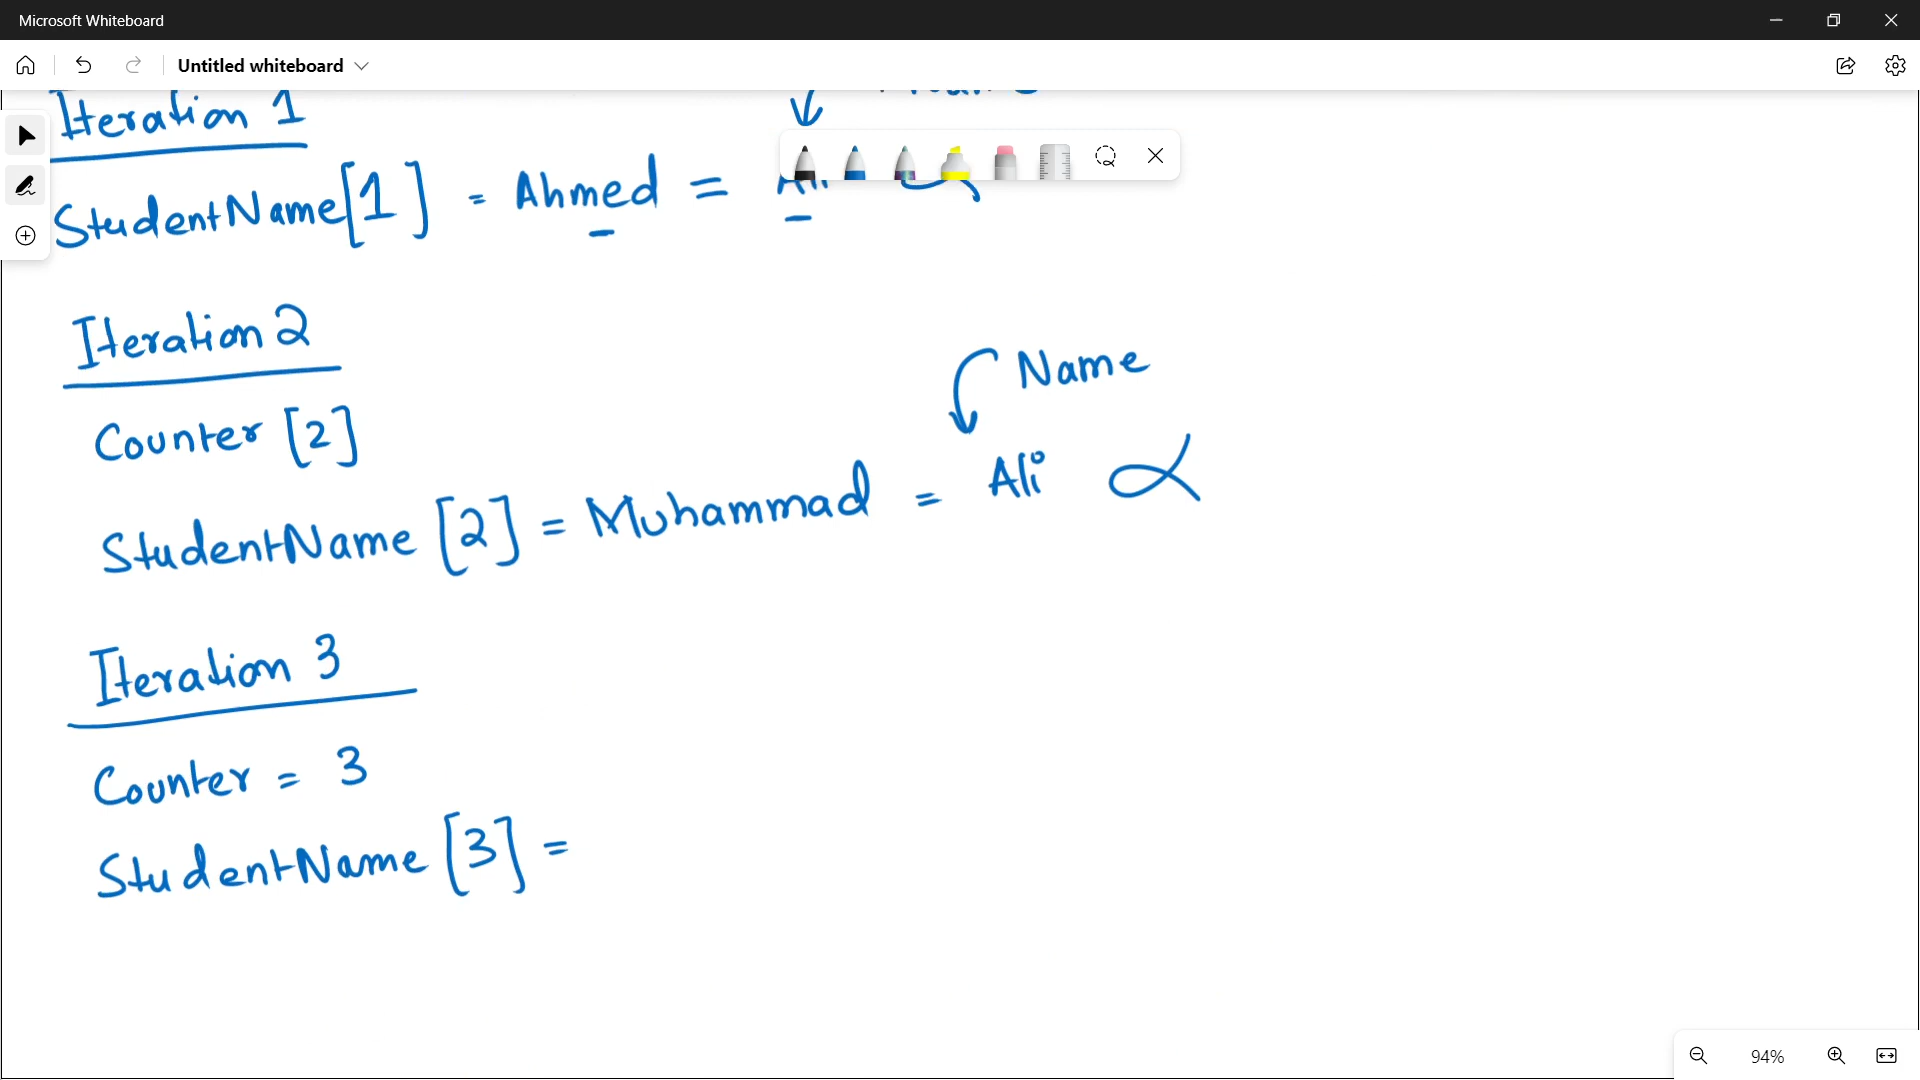 Microsoft Whiteboard
Untitled whiteboard
Iteration 1
StudentName[1] = Ahmed =
Iteration 2
Name
Counter [2]
StudentName [2] = Muhammad = Ali
Iteration 3
Counter = 3
StudentName [3] =
94%